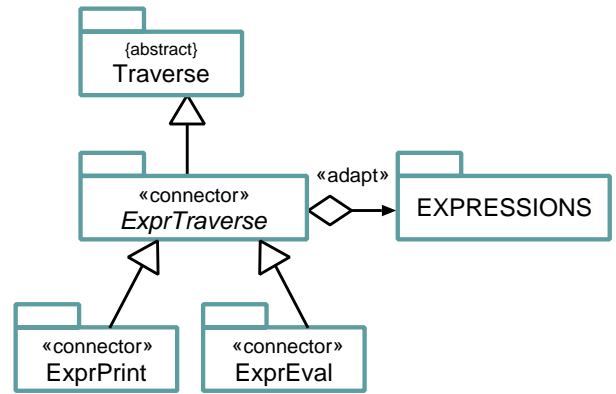 {abstract}
Traverse
«connector»
ExprTraverse
«adapt»
EXPRESSIONS
«connector»
ExprPrint
«connector»
ExprEval